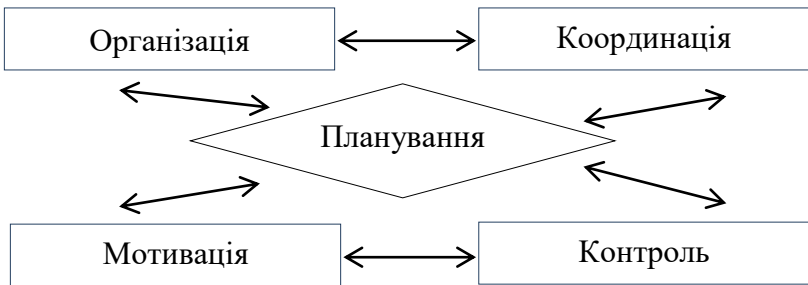 Організація
Координація
Планування
Мотивація
Контроль